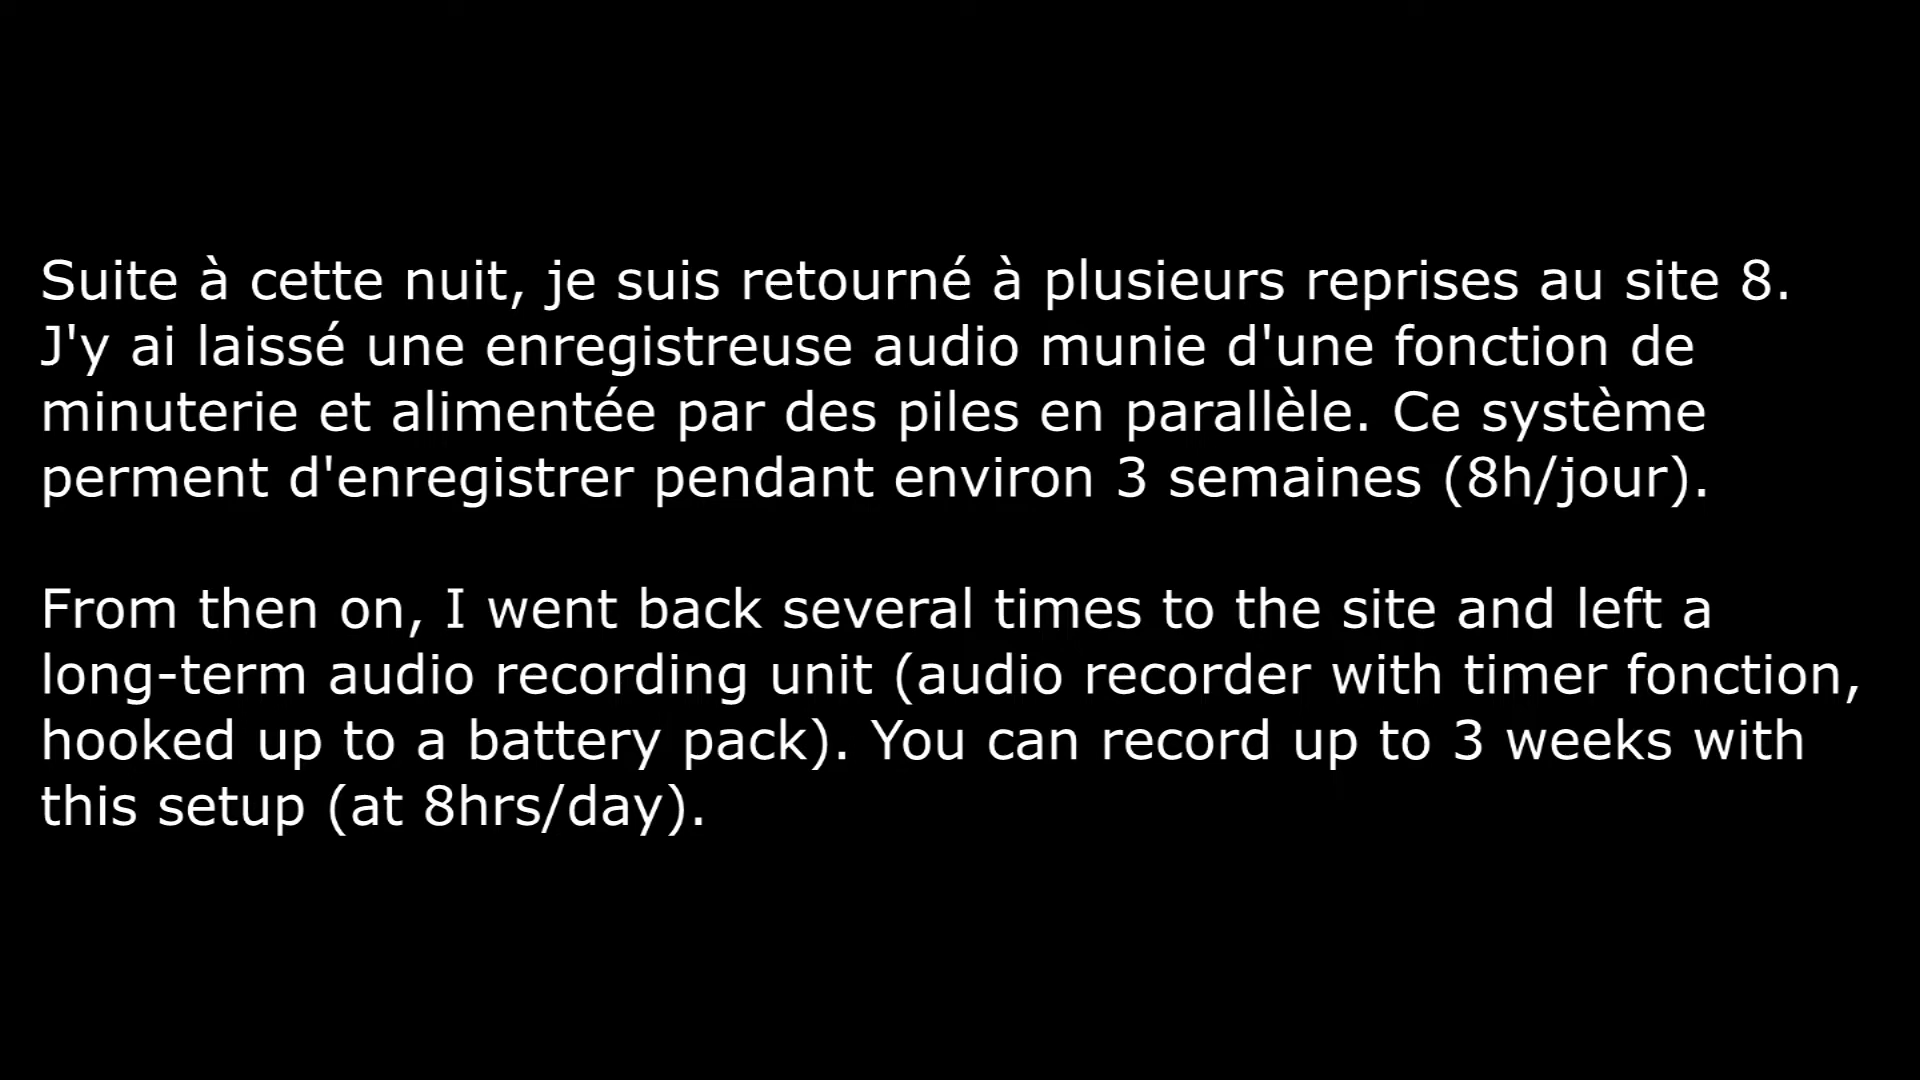 Suite à cette nuit, je suis retourné à plusieurs reprises au site 8.
J'y ai laissé une enregistreuse audio munie d'une fonction de
minuterie et alimentée par des piles en parallèle. Ce système
perment d'enregistrer pendant environ 3 semaines (8h/jour).
From then on, I went back several times to the site and left a
long-term audio recording unit (audio recorder with timer fonction,
hooked up to a battery pack). You can record up to 3 weeks with
this setup (at 8hrs/day).